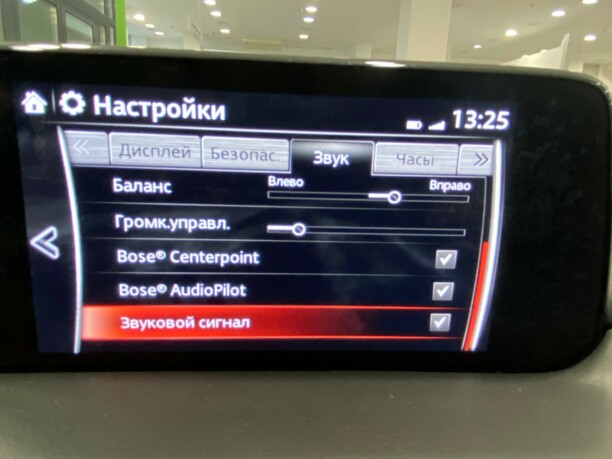 Настройки
13:25
Дисплей Безопас. Звук Часы
Баланс Влево Вправо
Громк.управл.
Bose® Centerpoint
Bose® AudioPilot
Звуковой сигнал